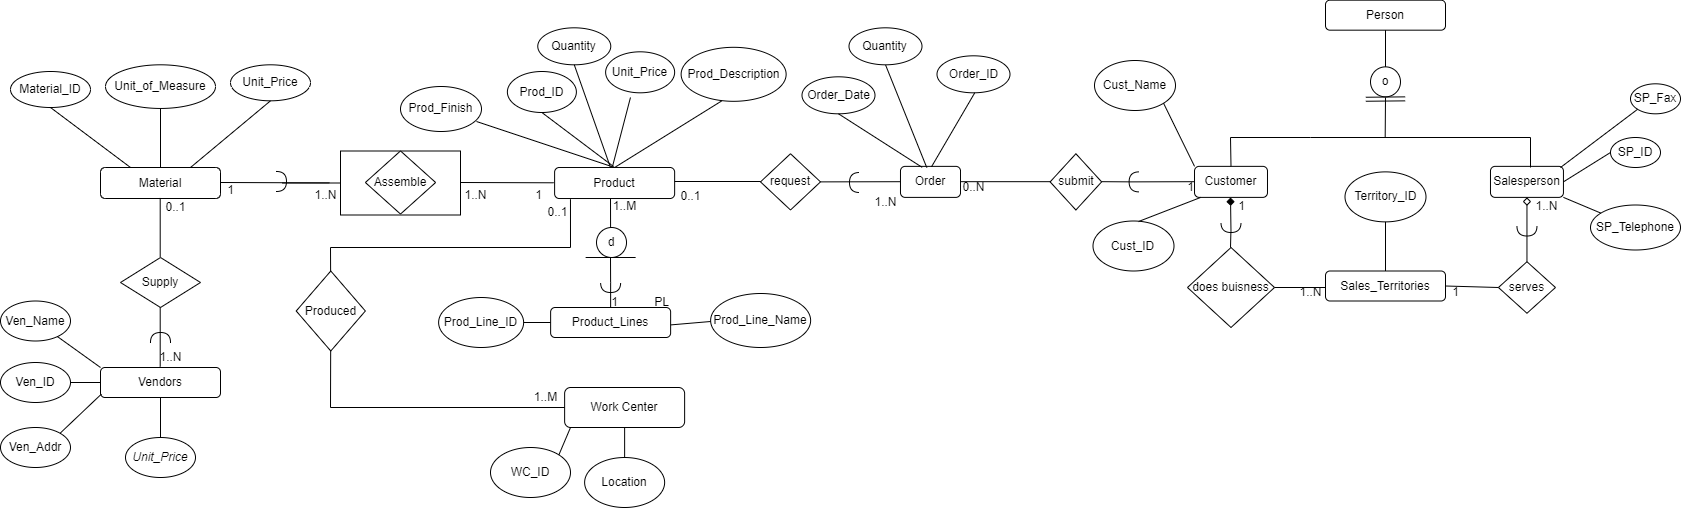 Person
o
Quantity
Quantity
Unit_Price
Prod_Description
Order_ID
Material_ID
Unit_of_Measure
Unit_Price
Prod_ID
Prod_Finish
Order_Date
Cust_Name
SP_Fax
SP_ID
Material
1
1..N
Assemble
1..N
1
Product
0..1
request
1..N
Order
0..N
submit
1
Customer
Salesperson
Territory_ID
0..1
0..1
1..M
1
1..N
SP_Telephone
d
Cust_ID
Supply
does buisness
1..N
Sales_Territories
1
serves
Produced
1
PL
Ven_Name
Prod_Line_ID
Product_Lines
Prod_Line_Name
1..N
Ven_ID
Vendors
1..M
Work Center
Ven_Addr
Unit_Price
WC_ID
Location